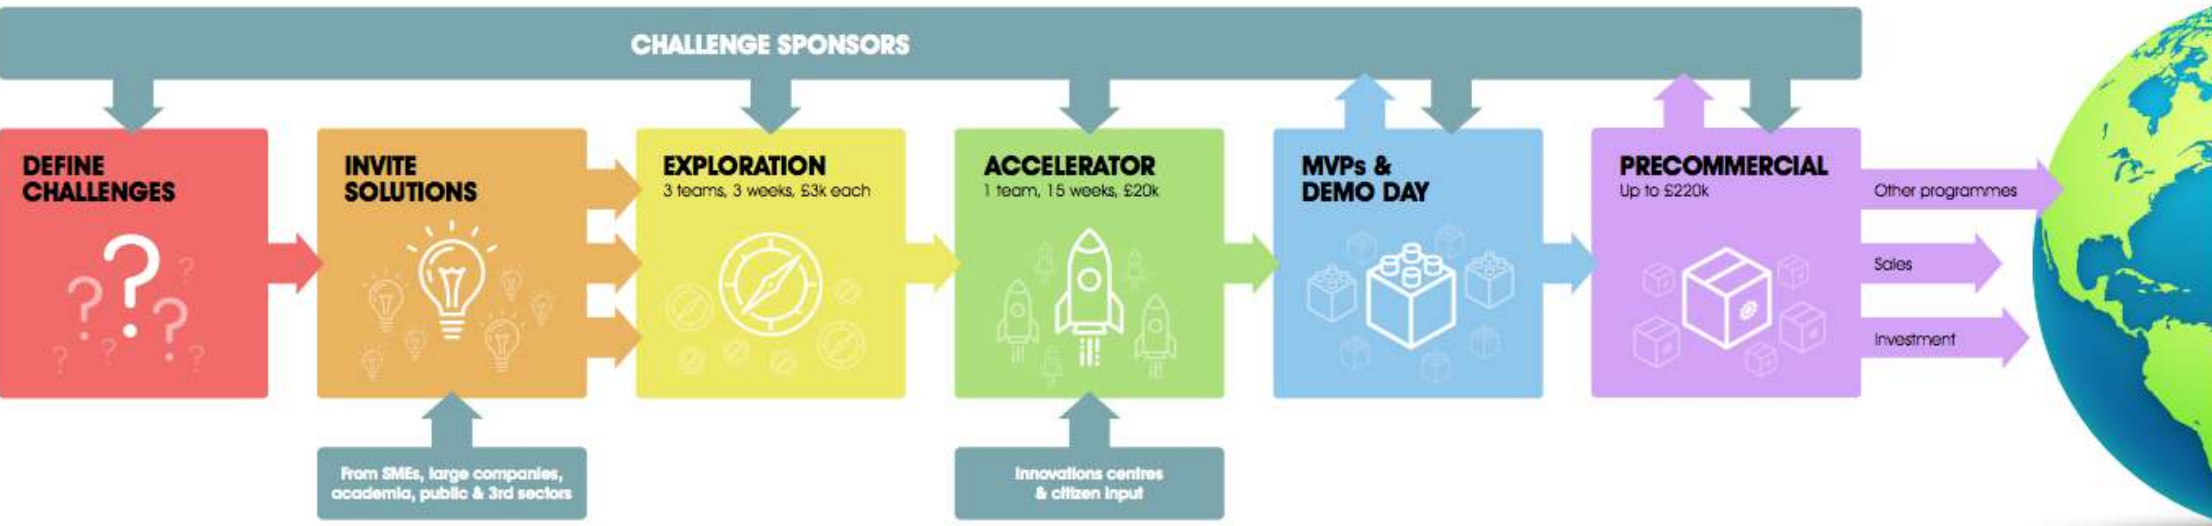 CHALLENGE SPONSORS
DEFINE
CHALLENGES
INVITE
SOLUTIONS
EXPLORATION
3 teams, 3 weeks, £3k each
ACCELERATOR
1 team, 15 weeks, £20k
MVPs &
DEMO DAY
PRECOMMERCIAL
Up to £220k
Other programmes
Sales
Investment
From SMEs, large companies,
academia, public & 3rd sectors
Innovations centres
& citizen input